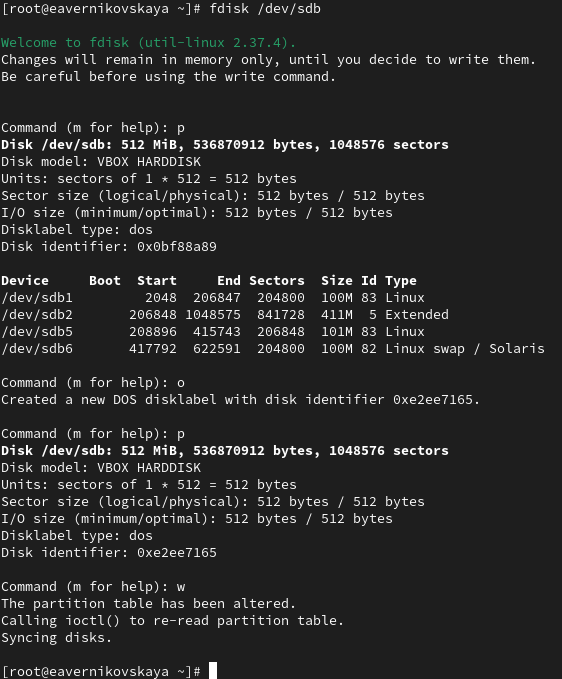 [root@eavernikovskaya ~]# fdisk /dev/sdb
Welcome to fdisk (util-linux 2.37.4).
Changes will remain in memory only, until you decide to write them.
Be careful before using the write command.
Command (m for help): p
Disk /dev/sdb: 512 MiB, 536870912 bytes, 1048576 sectors
Disk model: VBOX HARDDISK
Units: sectors of 1 * 512 = 512 bytes
Sector size (logical/physical): 512 bytes / 512 bytes
I/O size (minimum/optimal): 512 bytes / 512 bytes
Disklabel type: dos
Disk identifier: 0x0bf88a89
Device     Boot  Start     End Sectors  Size Id Type
/dev/sdb1         2048  206847  204800  100M 83 Linux
/dev/sdb2       206848 1048575  841728  411M  5 Extended
/dev/sdb5       208896  415743  206848  101M 83 Linux
/dev/sdb6       417792  622591  204800  100M 82 Linux swap / Solaris
Command (m for help): o
Created a new DOS disklabel with disk identifier 0xe2ee7165.
Command (m for help): p
Disk /dev/sdb: 512 MiB, 536870912 bytes, 1048576 sectors
Disk model: VBOX HARDDISK
Units: sectors of 1 * 512 = 512 bytes
Sector size (logical/physical): 512 bytes / 512 bytes
I/O size (minimum/optimal): 512 bytes / 512 bytes
Disklabel type: dos
Disk identifier: 0xe2ee7165
Command (m for help): w
The partition table has been altered.
Calling ioctl() to re-read partition table.
Syncing disks.
[root@eavernikovskaya ~]#